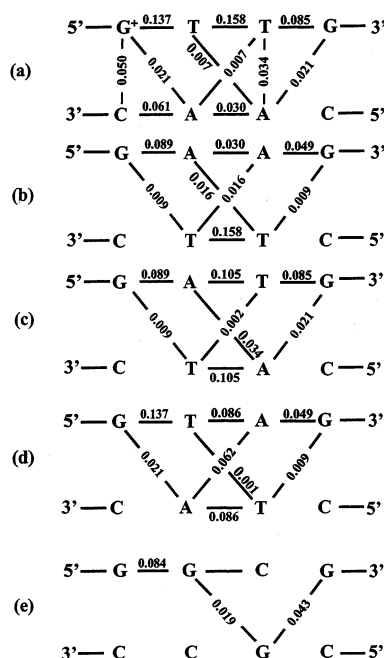 0.137 0.158 0.085
5' G+ T T G 3'
(a) 0.050 0.021 0.007 0.007 0.034 0.021
0.061 0.030
3' C A A C 5'
0.089 0.030 0.049
5' G A A G 3'
(b) 0.009 0.016 0.016 0.009
0.158
3' C T T C 5'
0.089 0.105 0.085
5' G A T G 3'
(c) 0.009 0.002 0.034 0.021
3' C T A C 5'
0.105
0.137 0.086 0.049
5' G T A G 3'
(d) 0.021 0.062 0.001 0.009
3' C A T C 5'
0.086
0.084
5' G G C G 3'
(e) 0.019 0.043
3' C C G C 5'